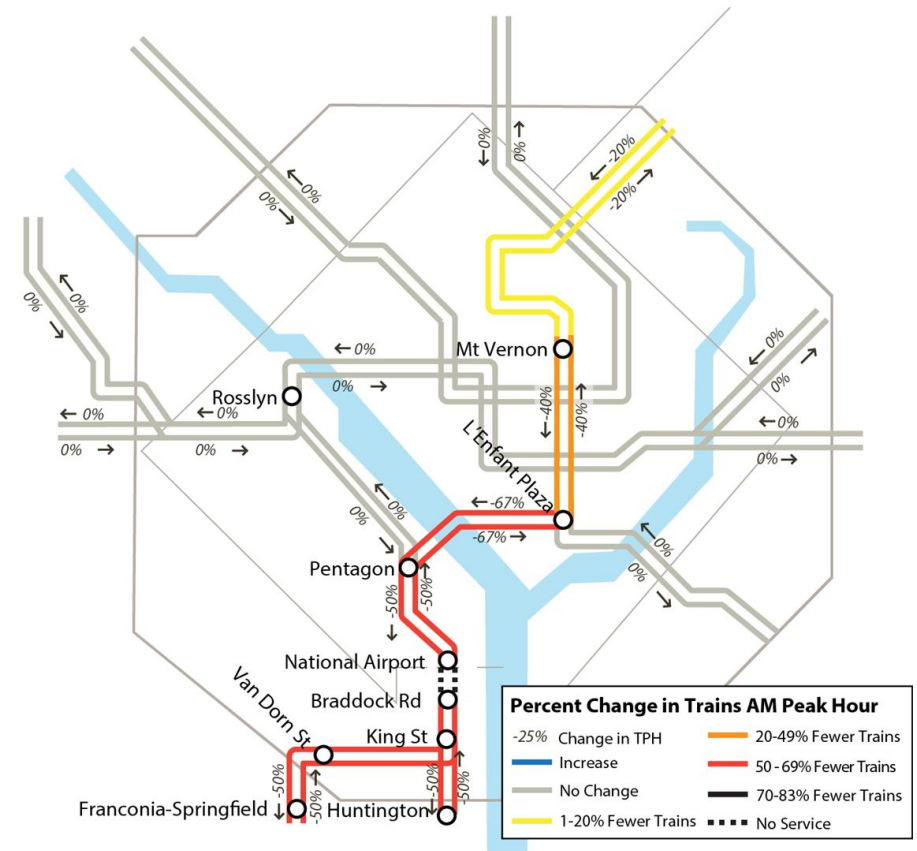 ←0%
0%→
←0%
0%→
←-20%
-20%→
←0%
0%→
←0%
0%→
Mt Vernon
←0%
0%→
Rosslyn
←0%
←0%
0%→
0%→
←-40%
-40%→
←0%
0%→
←0%
0%→
L'Enfant Plaza
←-67%
-67%→
←0%
0%→
Pentagon
←-50%
-50%→
National Airport
Braddock Rd
Van Dorn St
King St
←-50%
-50%→
Franconia-Springfield
←-50%
-50%→
Huntington
Percent Change in Trains AM Peak Hour
-25% Change in TPH
Increase
No Change
1-20% Fewer Trains
20-49% Fewer Trains
50-69% Fewer Trains
70-83% Fewer Trains
No Service